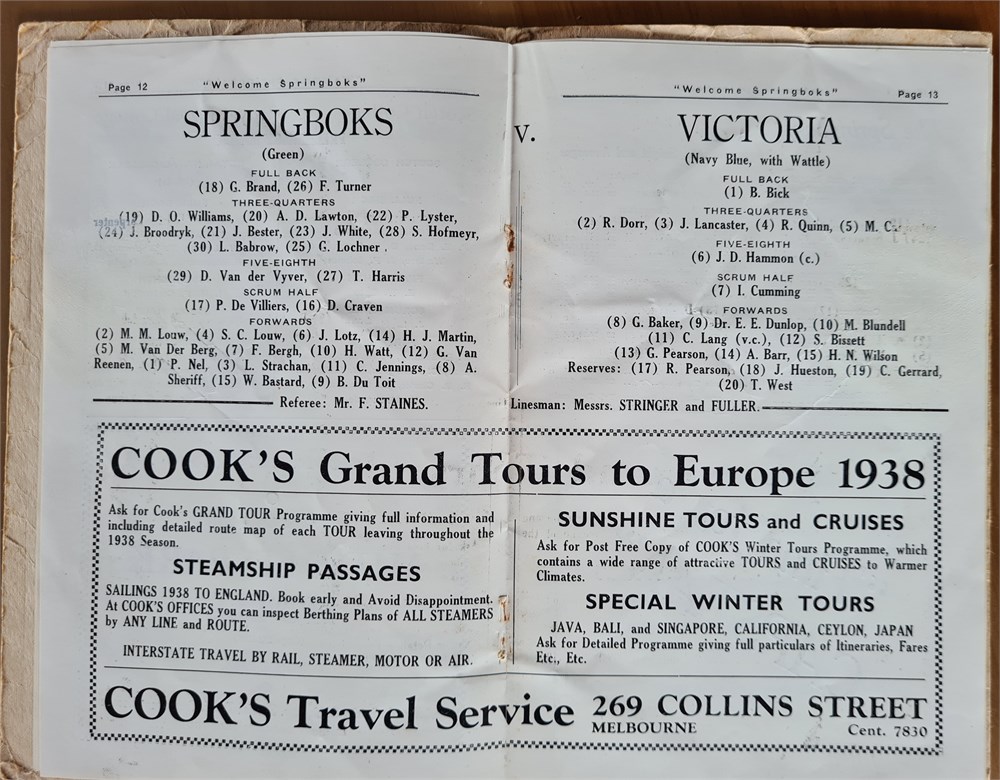 Page 12
"Welcome Springboks"
SPRINGBOKS
(Green)
FULL BACK
(18) G. Brand, (26) F. Turner
THREE-QUARTERS
(19) D. O. Williams, (20) A. D. Lawton, (22) P. Lyster,
(24) J. Broodryk, (21) J. Bester, (23) J. White, (28) S. Hofmeyr,
(30) L. Babrow, (25) G. Lochner .
FIVE-EIGHTH
(29) D. Van der Vyver, (27) T. Harris
SCRUM HALF
(17) P. De Villiers, (16) D. Craven
FORWARDS
(2) M. M. Louw, (4) S. C. Louw, (6) J. Lotz, (14) H. J. Martin,
(5) M. Van Der Berg, (7) F. Bergh, (10) H. Watt, (12) G. Van
Reenen, (1) P. Nel, (3) L. Strachan, (11) C. Jennings, (8) A.
Sheriff, (15) W. Bastard, (9) B. Du Toit
Referee: Mr. F. STAINES.
v.
"Welcome Springboks"
Page 13
VICTORIA
(Navy Blue, with Wattle)
FULL BACK
(1) B. Bick
THREE-QUARTERS
(2) R. Dorr, (3) J. Lancaster, (4) R. Quinn, (5) M.
FIVE-EIGHTH
(6) J. D. Hammon (c.)
SCRUM HALF
(7) I. Cumming
FORWARDS
(8) G. Baker, (9) Dr. E. E. Dunlop, (10) M. Blundell
(11) C. Lang (v.c.), (12) S. Bissett
(13) G. Pearson, (14) A. Barr, (15) H. N. Wilson
Reserves: (17) R. Pearson, (18) J. Hueston, (19) C. Gerrard,
(20) T. West
Linesman: Messrs. STRINGER and FULLER.
COOK'S Grand Tours to Europe 1938
Ask for Cook's GRAND TOUR Programme giving full information and
including detailed route map of each TOUR leaving throughout the
1938 Season.
STEAMSHIP PASSAGES
SAILINGS 1938 TO ENGLAND. Book early and Avoid Disappointment.
At COOK'S OFFICES you can inspect Berthing Plans of ALL STEAMERS
by ANY LINE and ROUTE.
INTERSTATE TRAVEL BY RAIL, STEAMER, MOTOR OR AIR.
SUNSHINE TOURS and CRUISES
Ask for Post Free Copy of COOK'S Winter Tours Programme, which
contains a wide range of attractive TOURS and CRUISES to Warmer
Climates.
SPECIAL WINTER TOURS
JAVA, BALI, and SINGAPORE, CALIFORNIA, CEYLON, JAPAN
Ask for Detailed Programme giving full particulars of Itineraries, Fares
Etc., Etc.
COOK'S Travel Service
269 COLLINS STREET
MELBOURNE
Cent. 7830